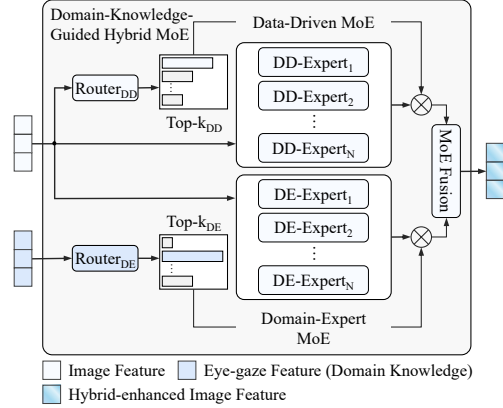 Domain-Knowledge-
Guided Hybrid MoE
Data-Driven MoE
Router_DD
Top-k_DD
DD-Expert_1
DD-Expert_2
⋮
DD-Expert_N
MoE Fusion
DE-Expert_1
DE-Expert_2
⋮
DE-Expert_N
Top-k_DE
Router_DE
Domain-Expert
MoE
Image Feature
Eye-gaze Feature (Domain Knowledge)
Hybrid-enhanced Image Feature